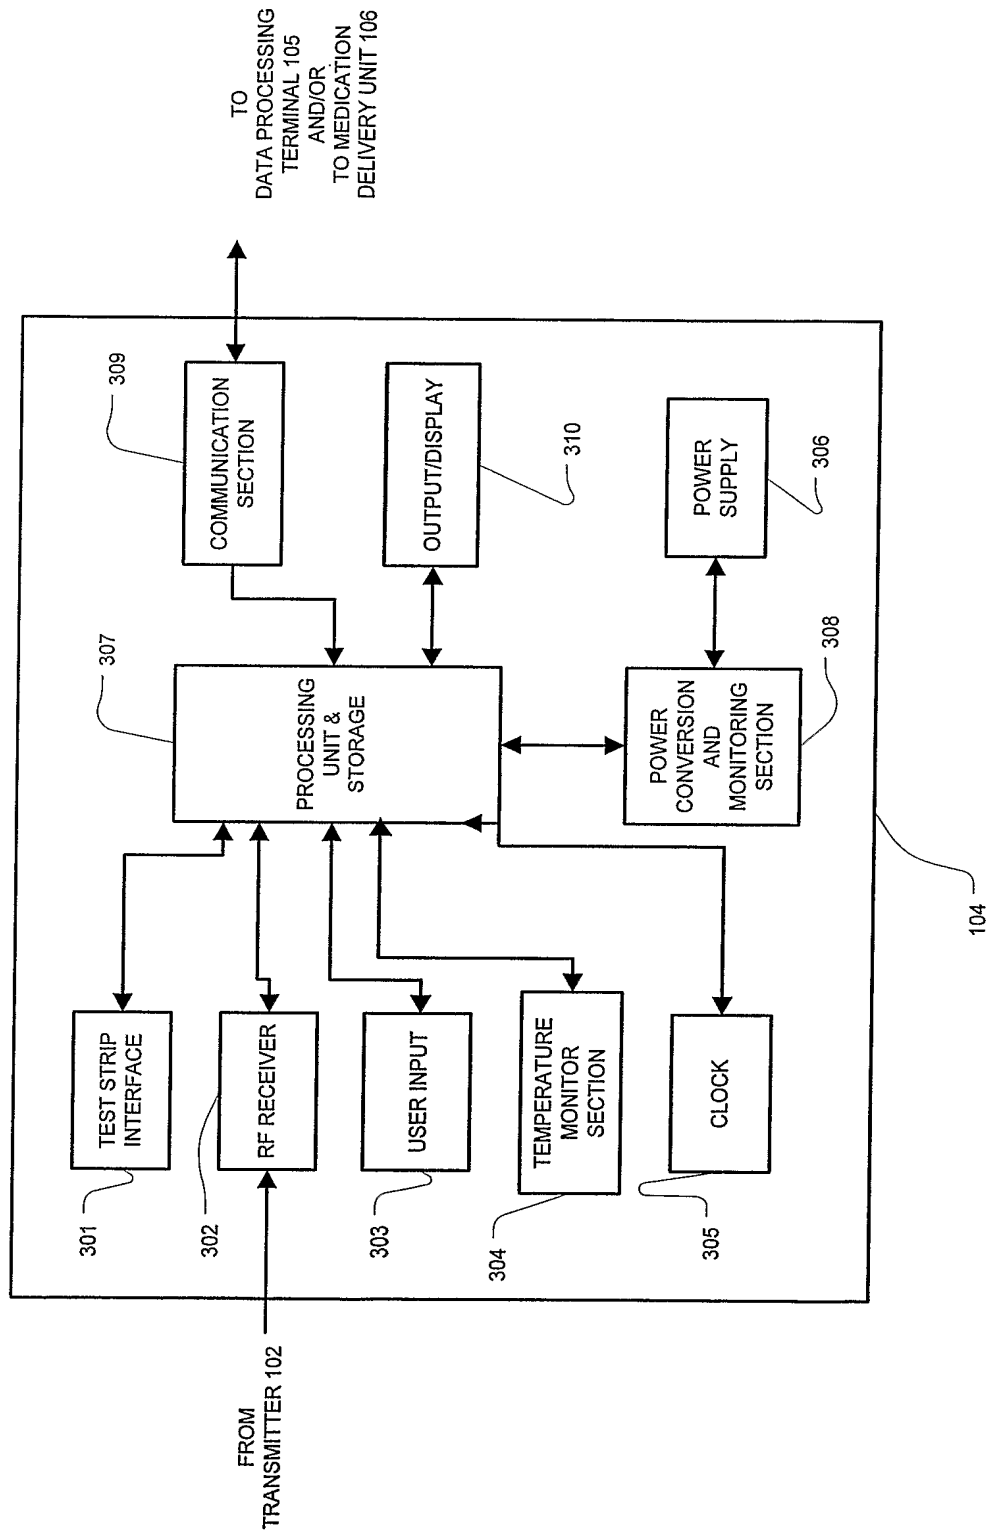 TO
DATA PROCESSING
TERMINAL 105
AND/OR
TO MEDICATION
DELIVERY UNIT 106
309
COMMUNICATION
SECTION
OUTPUT/DISPLAY
310
POWER
SUPPLY
306
307
PROCESSING
UNIT &
STORAGE
POWER
CONVERSION
AND
MONITORING
SECTION
308
104
TEST STRIP
INTERFACE
301
RF RECEIVER
302
USER INPUT
303
TEMPERATURE
MONITOR
SECTION
304
CLOCK
305
FROM
TRANSMITTER 102